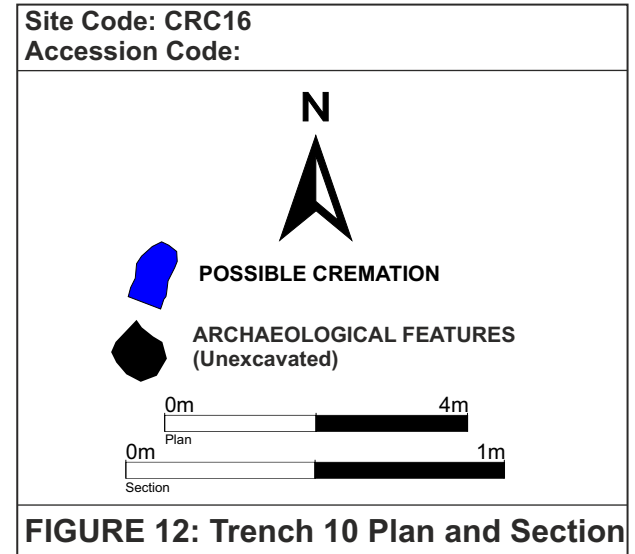 Site Code: CRC16
Accession Code:
N
POSSIBLE CREMATION
ARCHAEOLOGICAL FEATURES
(Unexcavated)
0m 4m
Plan
0m 1m
Section
FIGURE 12: Trench 10 Plan and Section